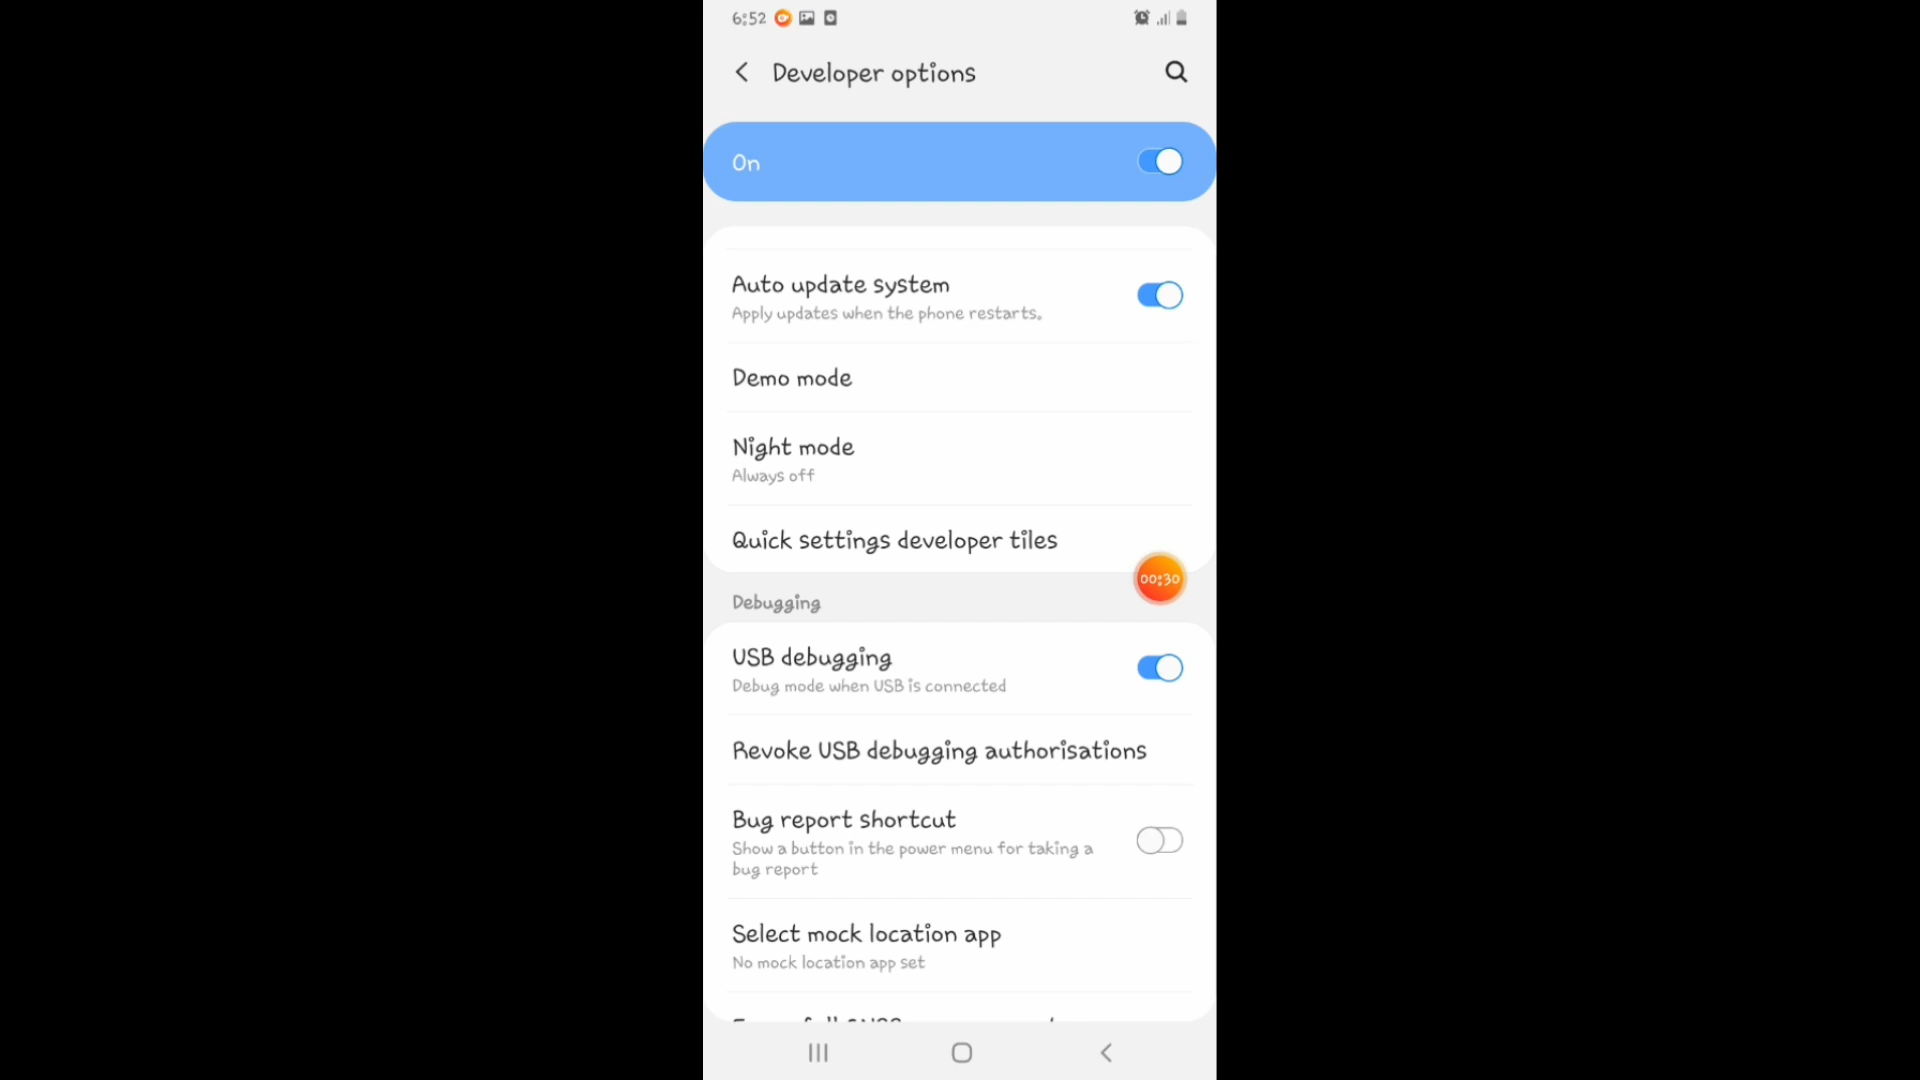 6:52
Developer options
On
Auto update system
Apply updates when the phone restarts.
Demo mode
Night mode
Always off
Quick settings developer tiles
00:30
Debugging
USB debugging
Debug mode when USB is connected
Revoke USB debugging authorisations
Bug report shortcut
Show a button in the power menu for taking a
bug report
Select mock location app
No mock location app set